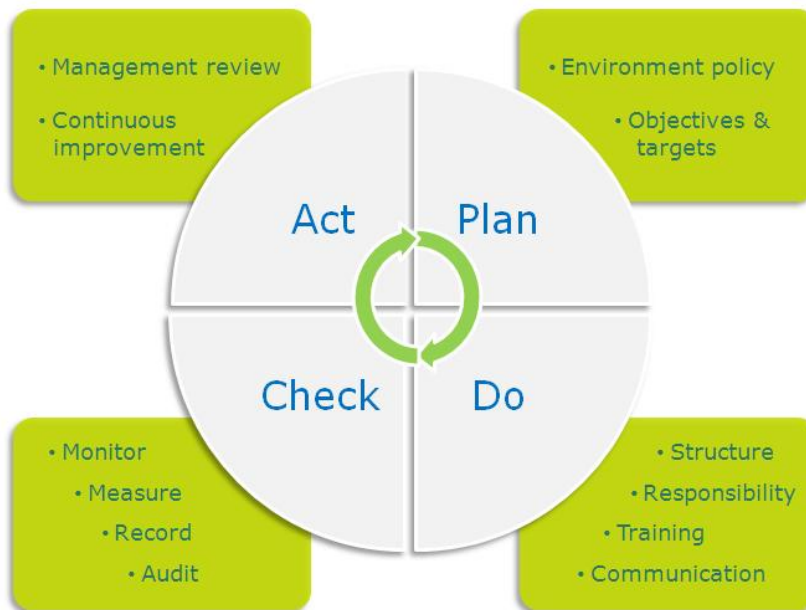 • Management review
• Continuous
improvement
• Environment policy
• Objectives &
targets
Act
Plan
Check
Do
• Monitor
• Measure
• Record
• Audit
• Structure
• Responsibility
• Training
• Communication